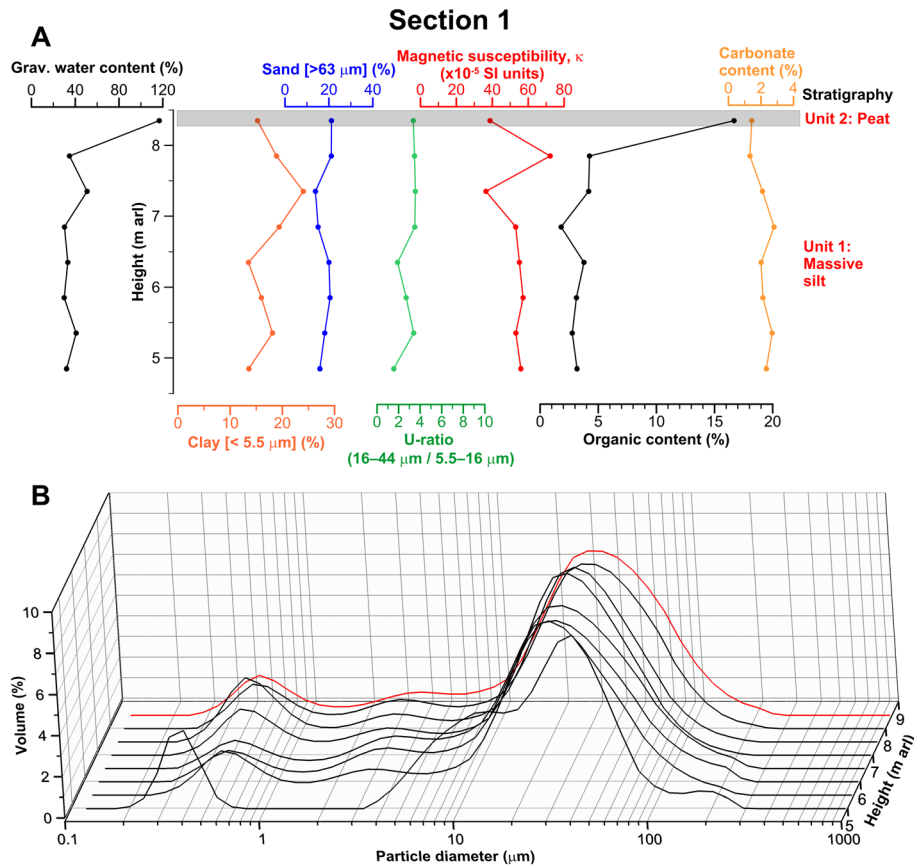 Section 1
A
Grav. water content (%)
0 40 80 120
Sand [>63 μm] (%)
0 20 40
Magnetic susceptibility, κ
(x10⁻⁵ SI units)
0 20 40 60 80
Carbonate
content (%)
0 2 4
Stratigraphy
Unit 2: Peat
Unit 1:
Massive
silt
Height (m arl)
8
7
6
5
0 10 20 30
Clay [< 5.5 μm] (%)
0 2 4 6 8 10
U-ratio
(16–44 μm / 5.5–16 μm)
0 5 10 15 20
Organic content (%)
B
Volume (%)
10
8
6
4
2
0
0.1 1 10 100 1000
Particle diameter (μm)
9
8
7
6
5
Height (m arl)